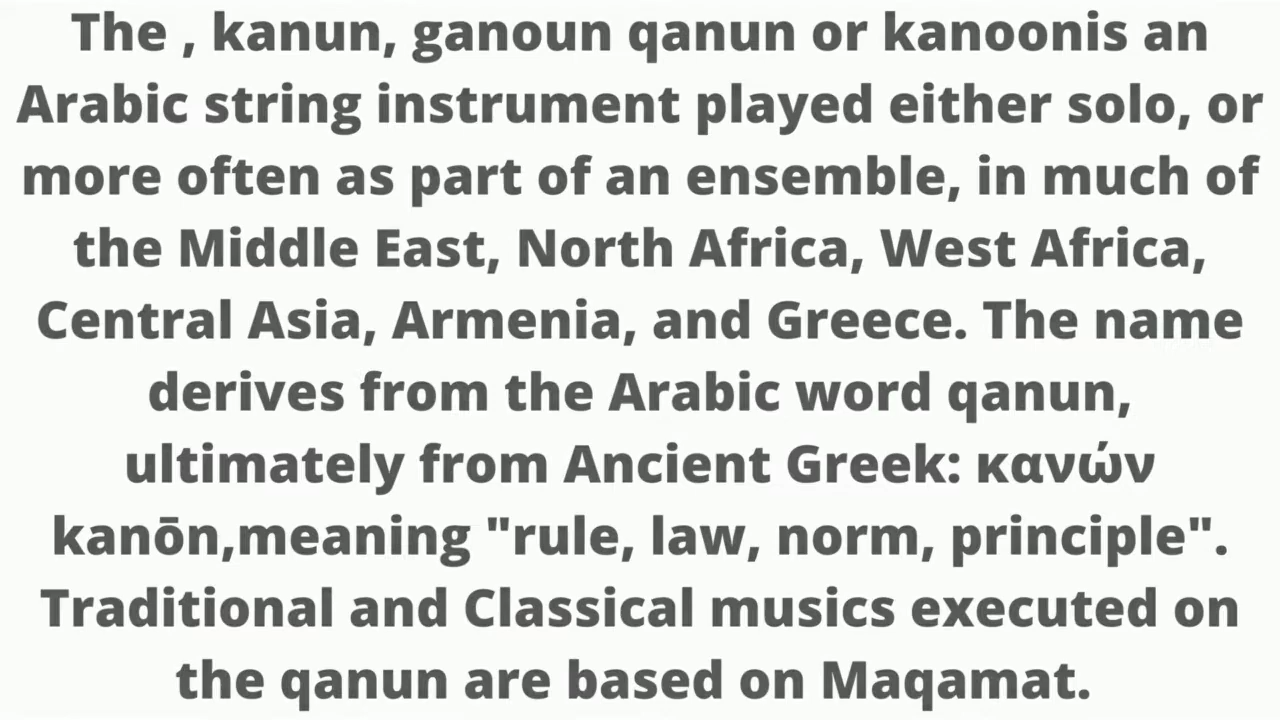 The , kanun, ganoun qanun or kanoonis an
Arabic string instrument played either solo, or
more often as part of an ensemble, in much of
the Middle East, North Africa, West Africa,
Central Asia, Armenia, and Greece. The name
derives from the Arabic word qanun,
ultimately from Ancient Greek: κανών
kanōn,meaning "rule, law, norm, principle".
Traditional and Classical musics executed on
the qanun are based on Maqamat.